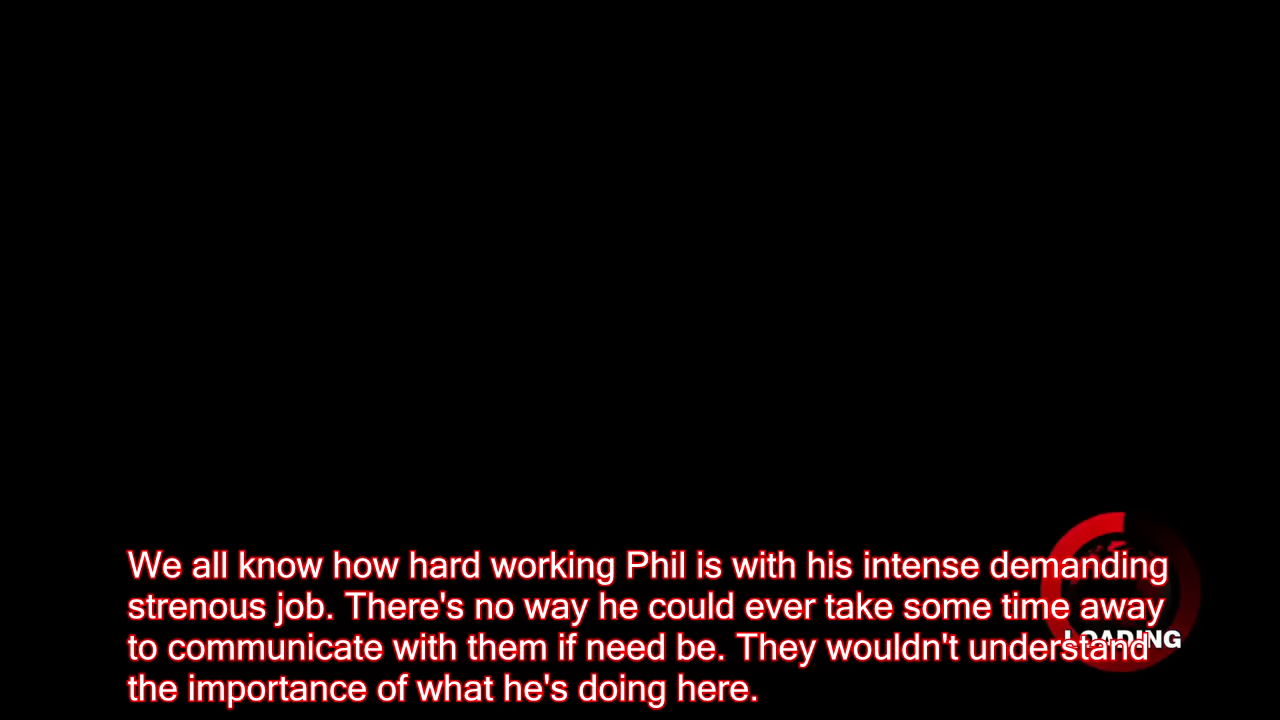 We all know how hard working Phil is with his intense demanding
strenous job. There's no way he could ever take some time away
to communicate with them if need be. They wouldn't understand
the importance of what he's doing here.
LOADING